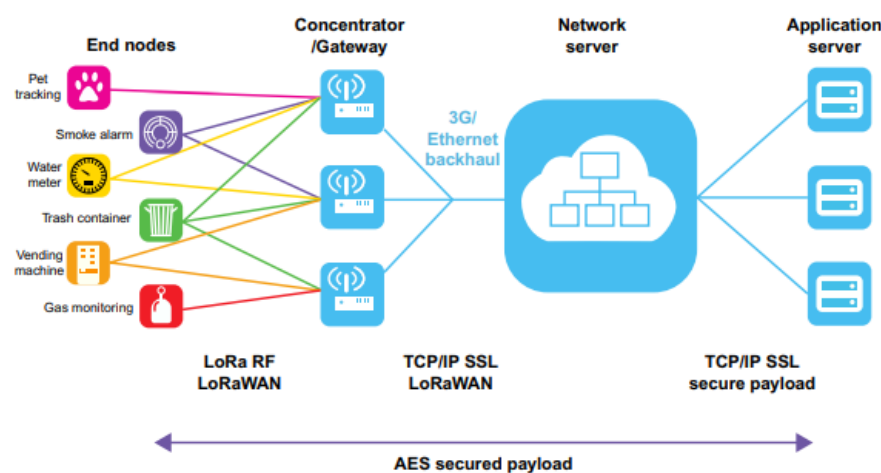 End nodes
Concentrator
/Gateway
Network
server
Application
server
Pet
tracking
Smoke alarm
Water
meter
Trash container
Vending
machine
Gas monitoring
3G/
Ethernet
backhaul
LoRa RF
LoRaWAN
TCP/IP SSL
LoRaWAN
TCP/IP SSL
secure payload
AES secured payload